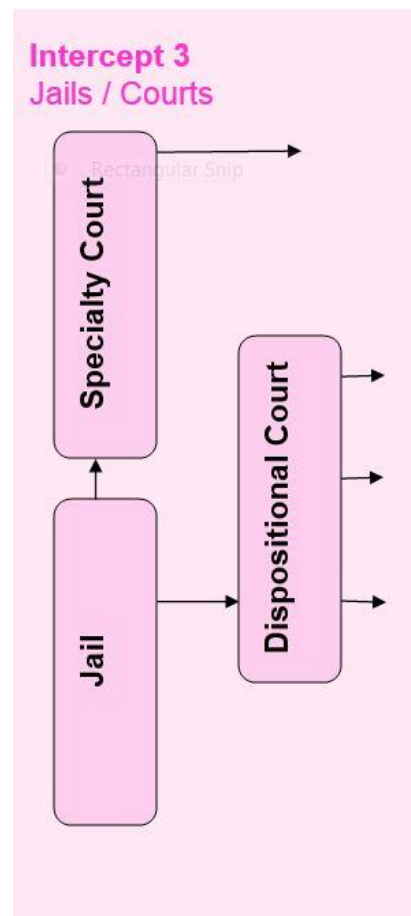 Intercept 3
Jails / Courts
Rectangular Snip
Specialty Court
Dispositional Court
Jail